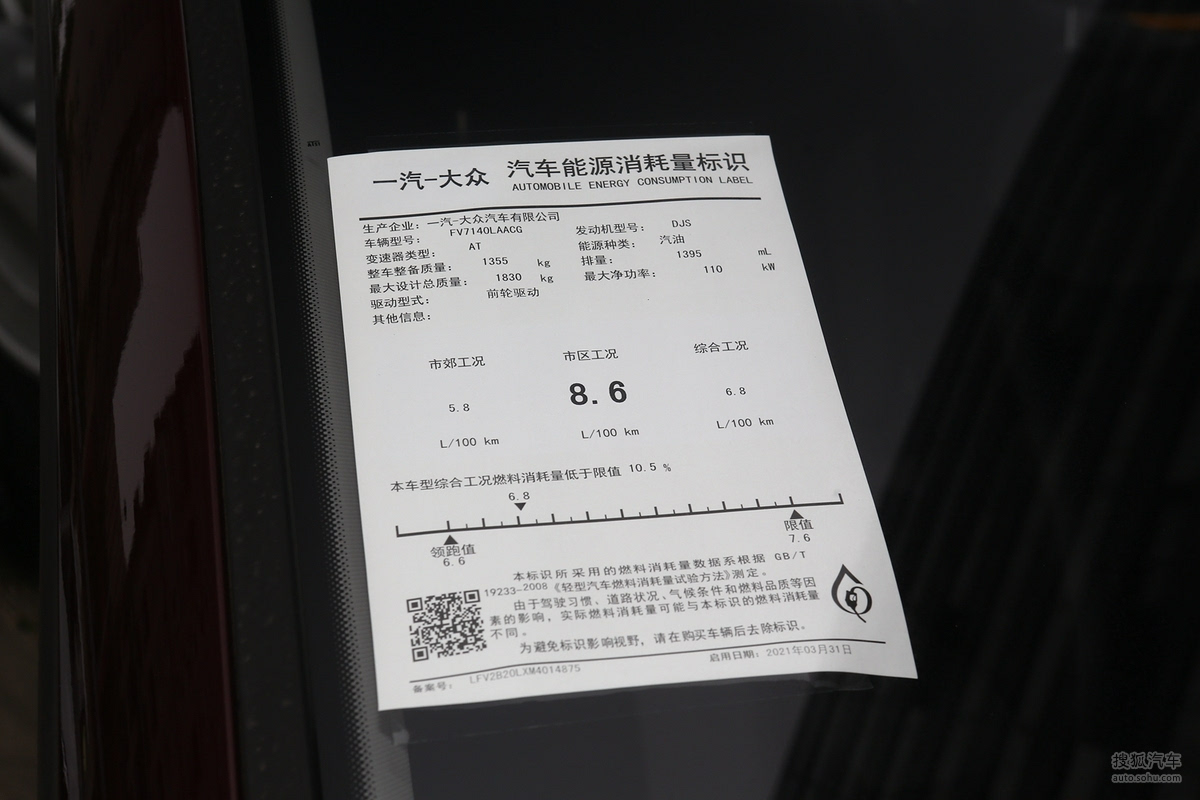 一汽-大众 汽车能源消耗量标识
AUTOMOBILE ENERGY CONSUMPTION LABEL
生产企业：一汽-大众汽车有限公司
车辆型号： FV7140LAACG 发动机型号： DJS
变速器类型： AT 能源种类： 汽油
整车整备质量： 1355 kg 排量： 1395 mL
最大设计总质量： 1830 kg 最大净功率： 110 kW
驱动型式： 前轮驱动
其他信息：
市郊工况 市区工况 综合工况
5.8 8.6 6.8
L/100 km L/100 km L/100 km
本车型综合工况燃料消耗量低于限值 10.5 %
6.8
领跑值 限值
6.6 7.6
本标识所采用的燃料消耗量数据系根据 GB/T
19233-2008《轻型汽车燃料消耗量试验方法》测定。
由于驾驶习惯、道路状况、气候条件和燃料品质等因
素的影响，实际燃料消耗量可能与本标识的燃料消耗量
不同。
为避免标识影响视野，请在购买车辆后去除标识。
备案号： LFV2B20LXM4014875 启用日期：2021年03月31日
搜狐汽车
auto.sohu.com